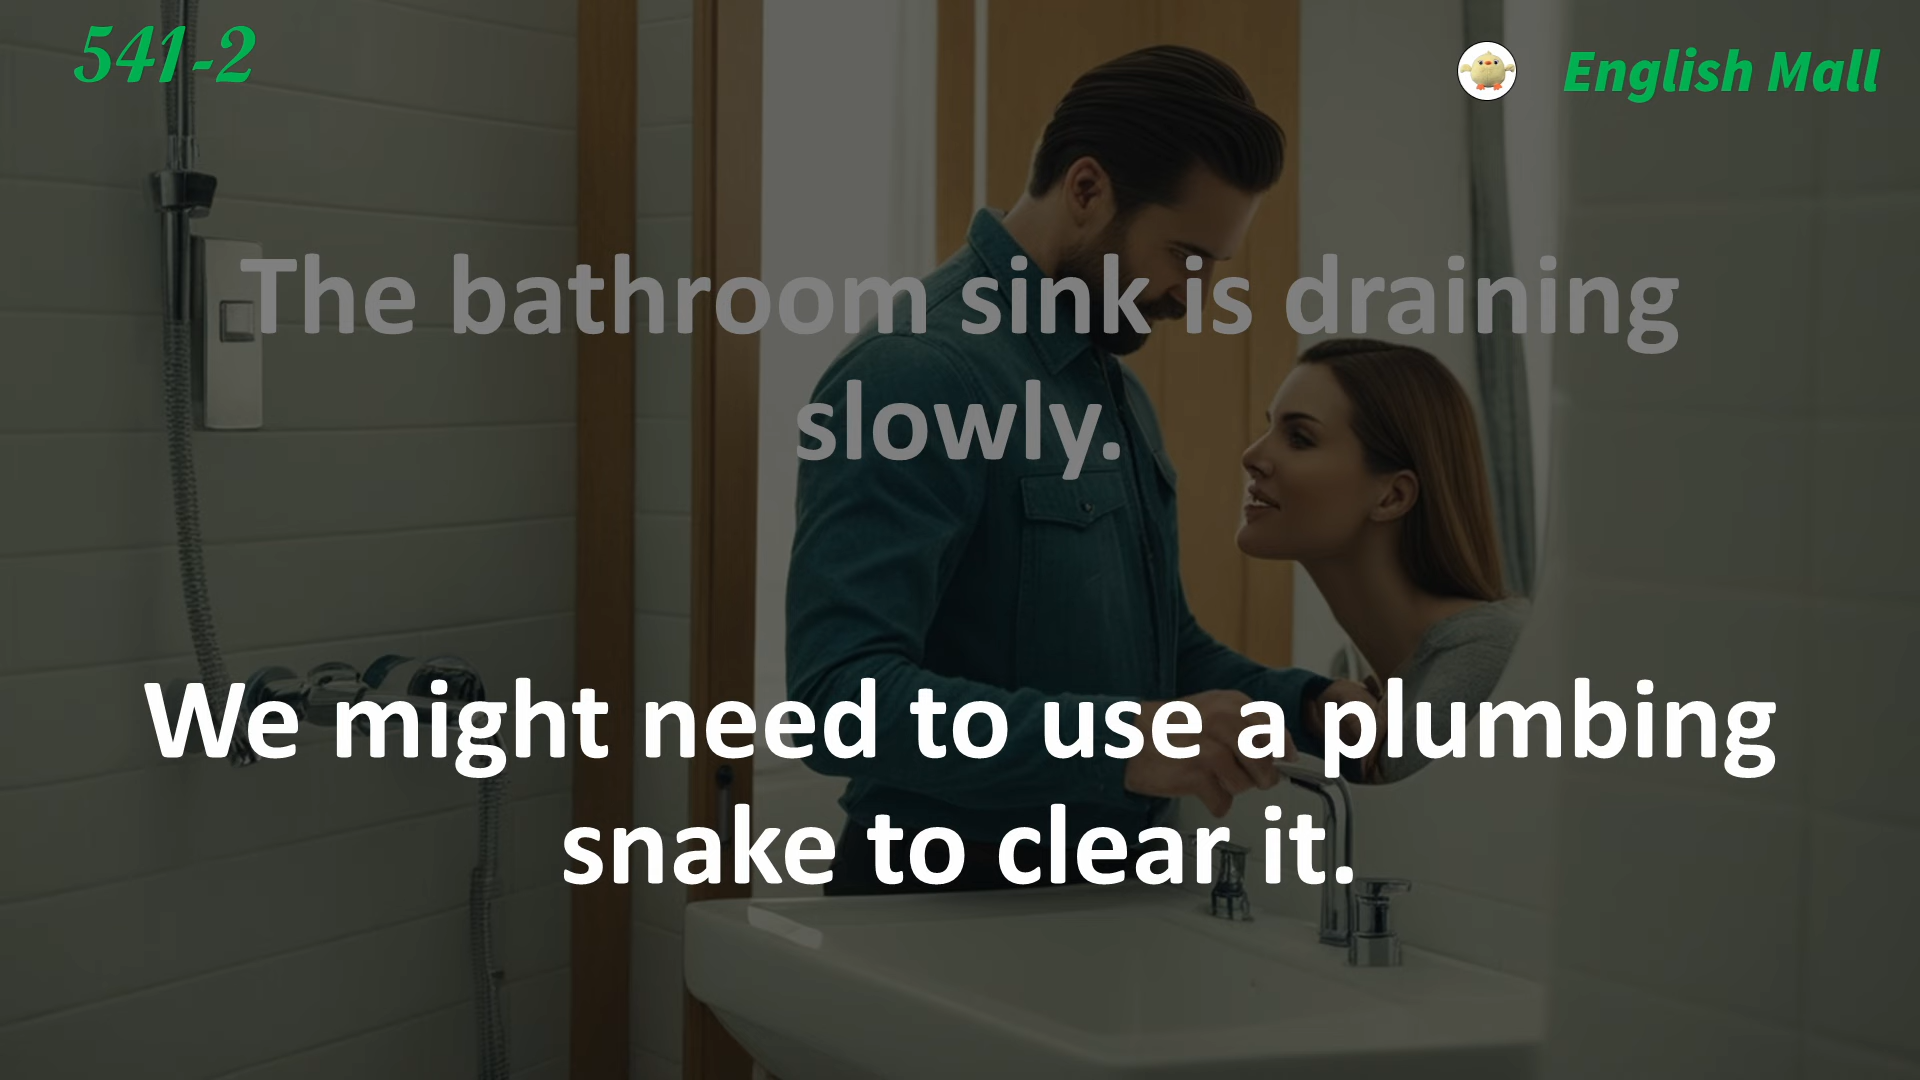 541-2
English Mall
The bathroom sink is draining
slowly.
We might need to use a plumbing
snake to clear it.